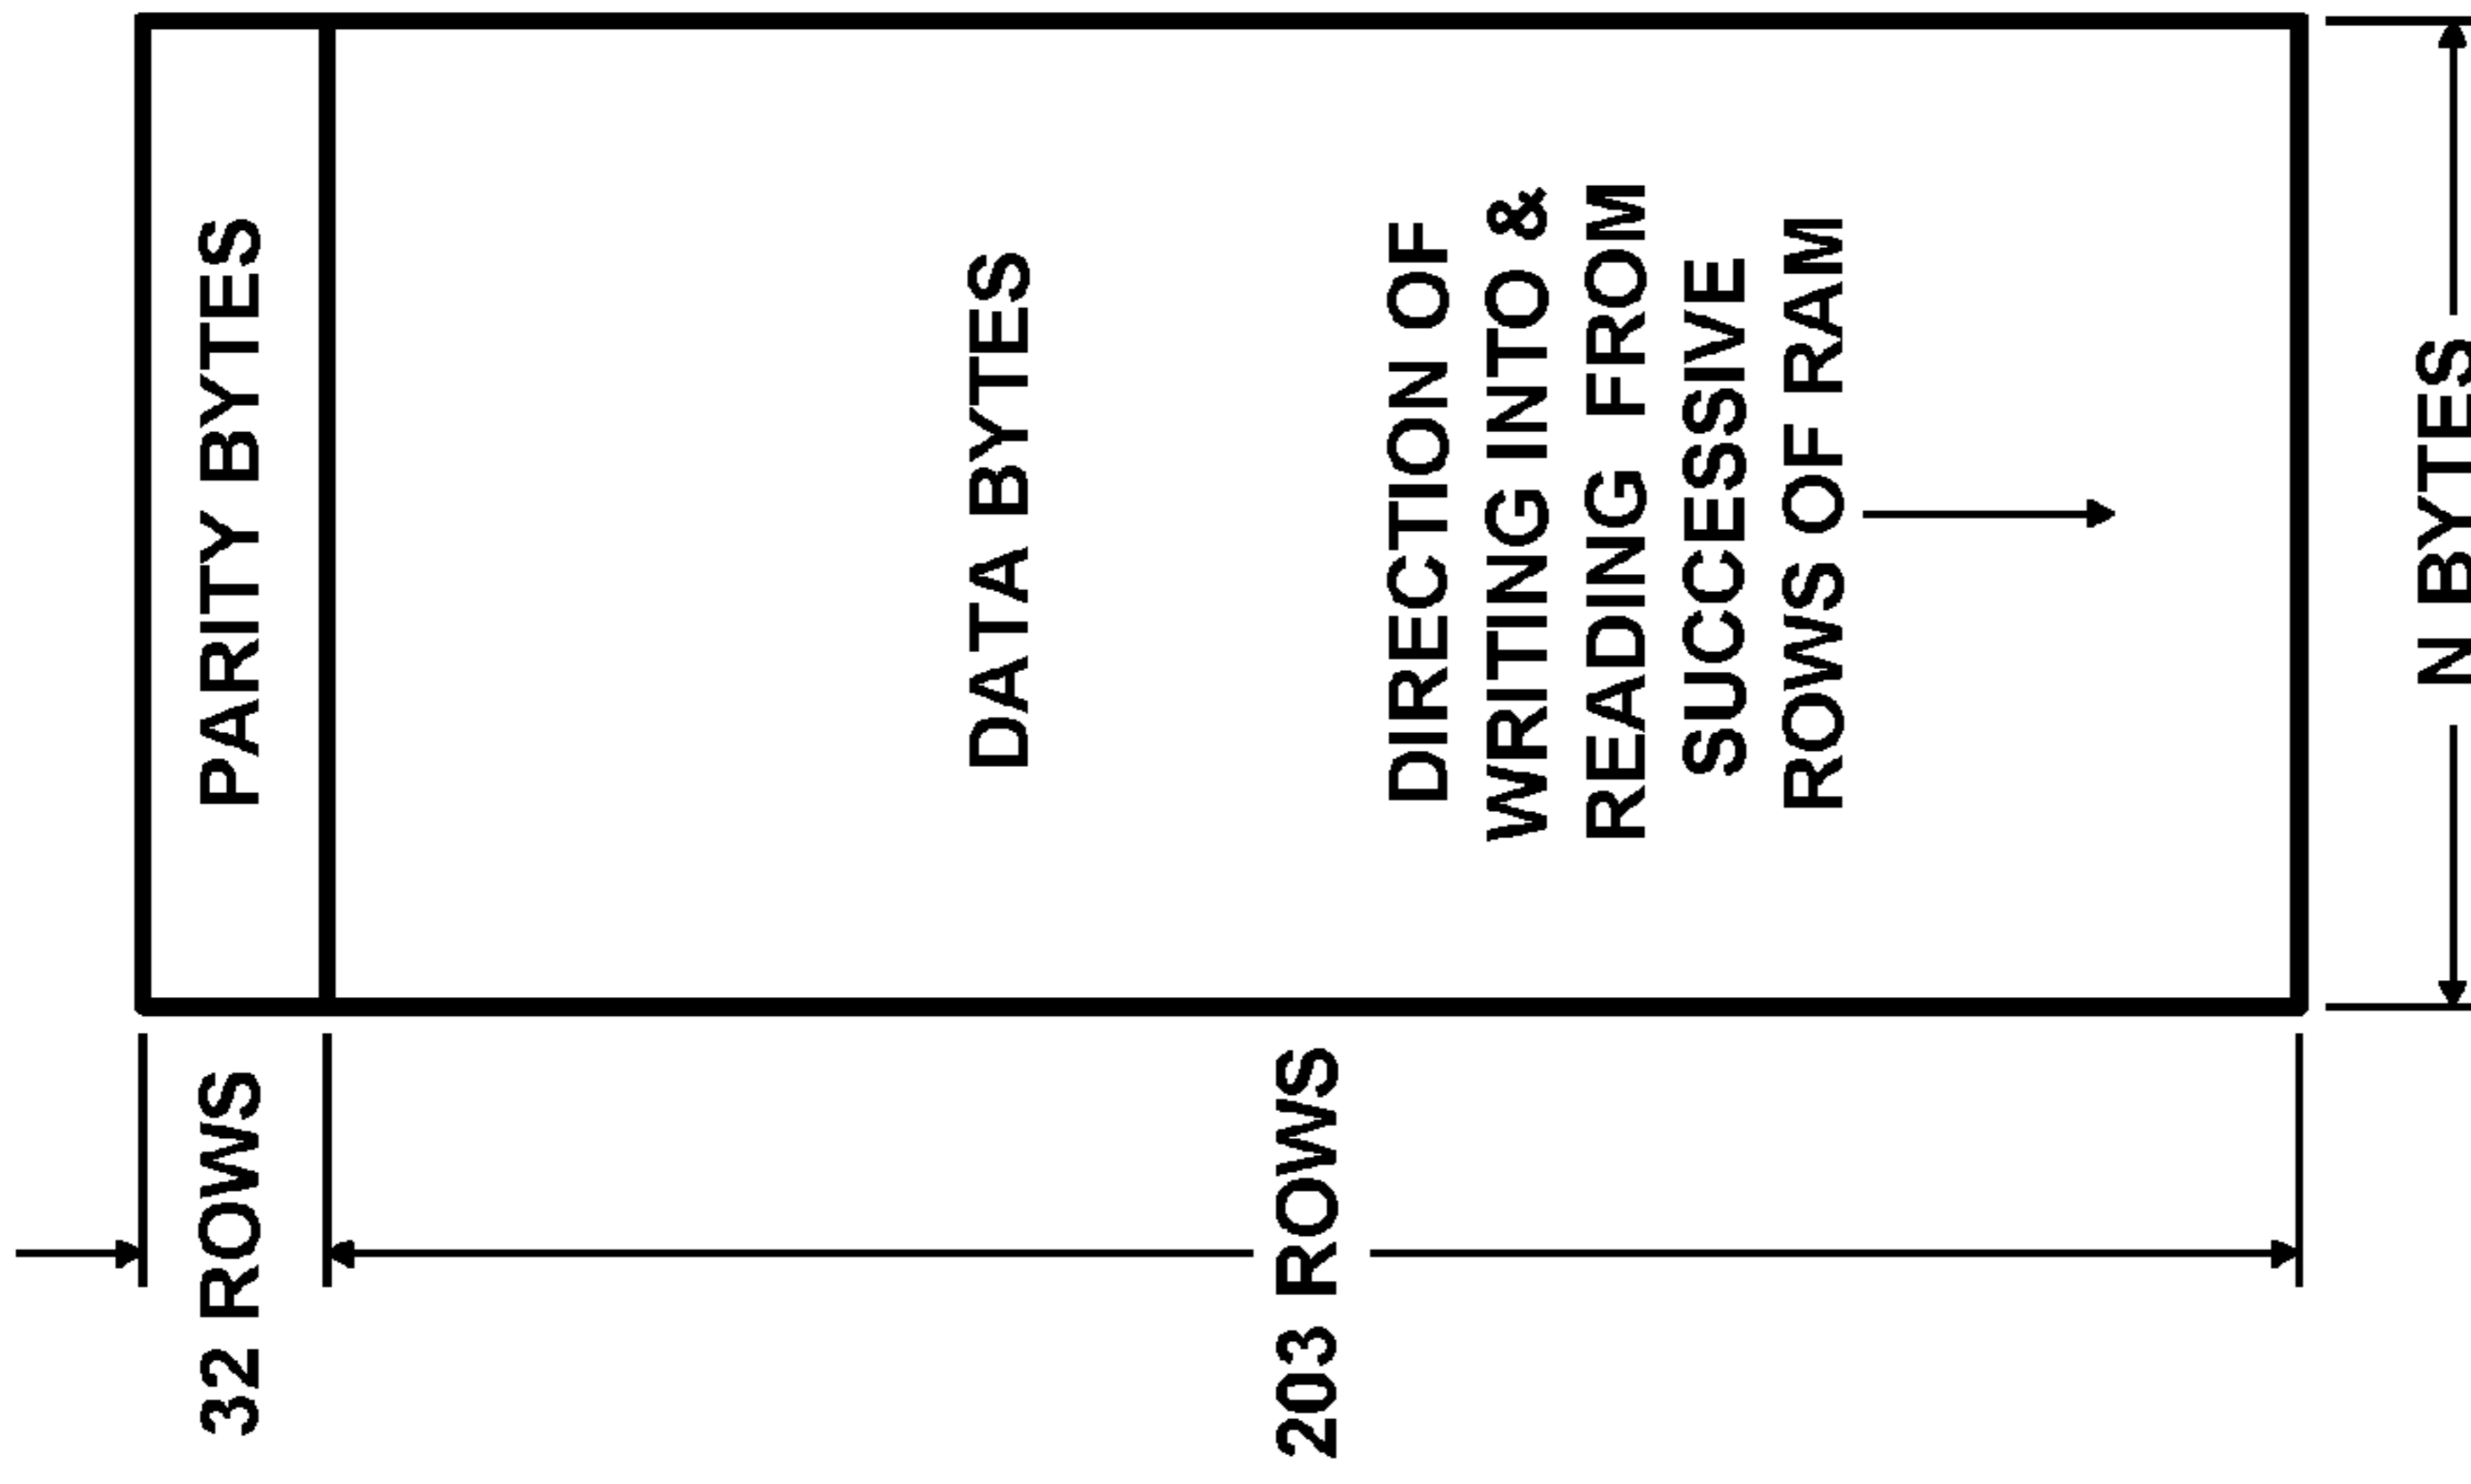 32 ROWS
PARITY BYTES
203 ROWS
DATA BYTES
DIRECTION OF
WRITING INTO &
READING FROM
SUCCESSIVE
ROWS OF RAM
N BYTES